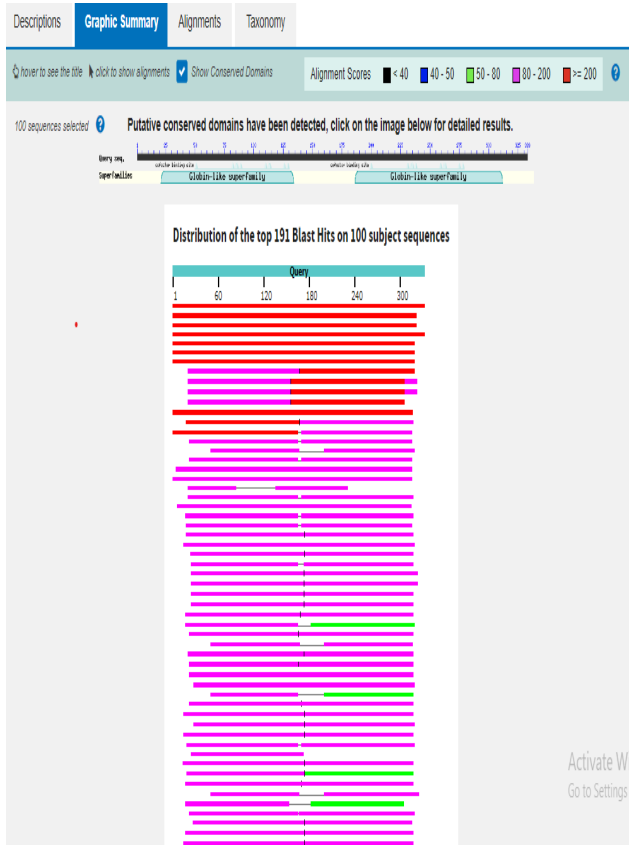 Descriptions Graphic Summary Alignments Taxonomy
hover to see the title click to show alignments Show Conserved Domains Alignment Scores < 40 40 - 50 50 - 80 80 - 200 >= 200 ?
100 sequences selected ? Putative conserved domains have been detected, click on the image below for detailed results.
Query seq.
Superfamilies Globin-like superfamily Globin-like superfamily
Distribution of the top 191 Blast Hits on 100 subject sequences
Query
1 60 120 180 240 300
Activate W
Go to Settings